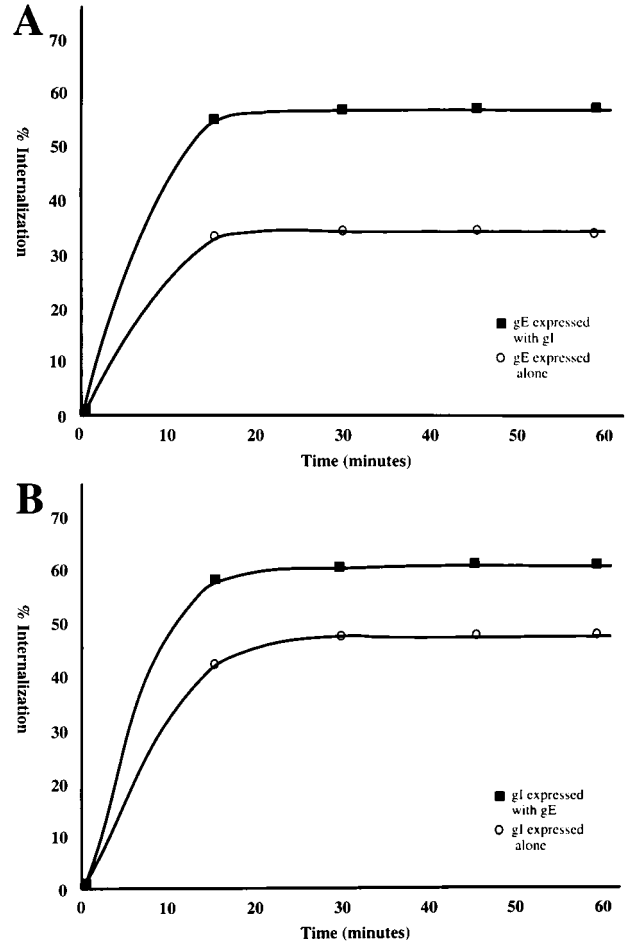 A
70
60
50
40
30
20
10
0
% Internalization
gE expressed
with gI
gE expressed
alone
0 10 20 30 40 50 60
Time (minutes)
B
70
60
50
40
30
20
10
0
% Internalization
gI expressed
with gE
gI expressed
alone
0 10 20 30 40 50 60
Time (minutes)